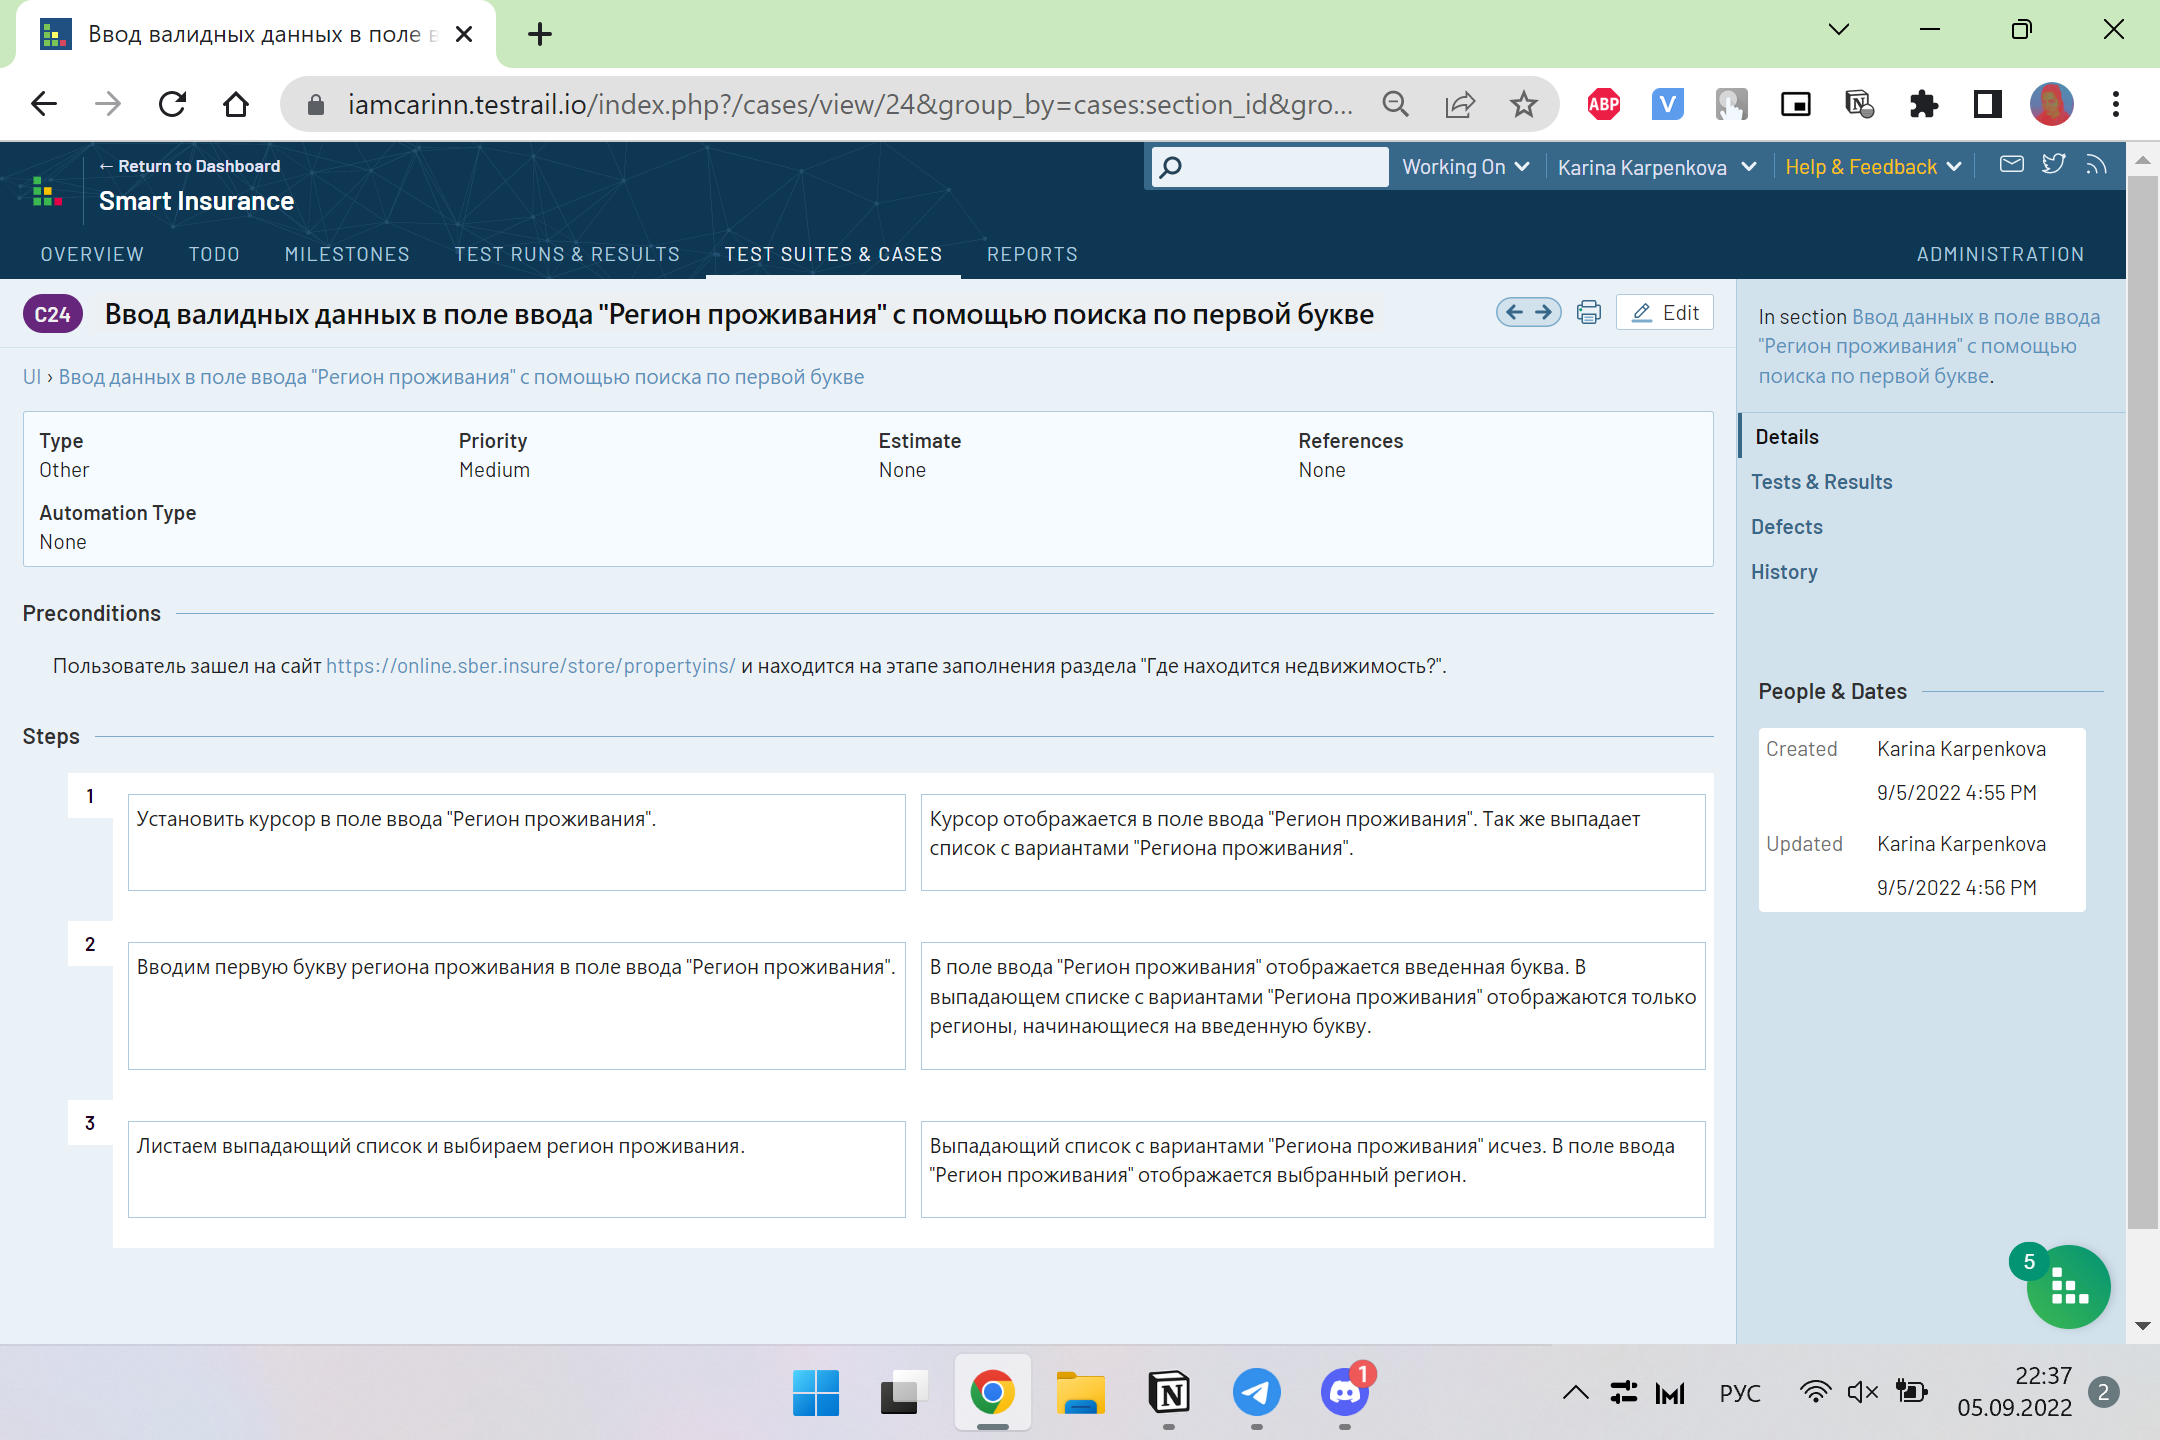 Ввод валидных данных в поле в
iamcarinn.testrail.io/index.php?/cases/view/24&group_by=cases:section_id&gro...
ABP
V
← Return to Dashboard
Smart Insurance
Working On
Karina Karpenkova
Help & Feedback
OVERVIEW
TODO
MILESTONES
TEST RUNS & RESULTS
TEST SUITES & CASES
REPORTS
ADMINISTRATION
C24
Ввод валидных данных в поле ввода "Регион проживания" с помощью поиска по первой букве
Edit
UI › Ввод данных в поле ввода "Регион проживания" с помощью поиска по первой букве
Type
Other
Priority
Medium
Estimate
None
References
None
Automation Type
None
Preconditions
Пользователь зашел на сайт https://online.sber.insure/store/propertyins/ и находится на этапе заполнения раздела "Где находится недвижимость?".
Steps
1
Установить курсор в поле ввода "Регион проживания".
Курсор отображается в поле ввода "Регион проживания". Так же выпадает
список с вариантами "Региона проживания".
2
Вводим первую букву региона проживания в поле ввода "Регион проживания".
В поле ввода "Регион проживания" отображается введенная буква. В
выпадающем списке с вариантами "Региона проживания" отображаются только
регионы, начинающиеся на введенную букву.
3
Листаем выпадающий список и выбираем регион проживания.
Выпадающий список с вариантами "Региона проживания" исчез. В поле ввода
"Регион проживания" отображается выбранный регион.
In section Ввод данных в поле ввода
"Регион проживания" с помощью
поиска по первой букве.
Details
Tests & Results
Defects
History
People & Dates
Created
Karina Karpenkova
9/5/2022 4:55 PM
Updated
Karina Karpenkova
9/5/2022 4:56 PM
5
1
РУС
22:37
05.09.2022
2